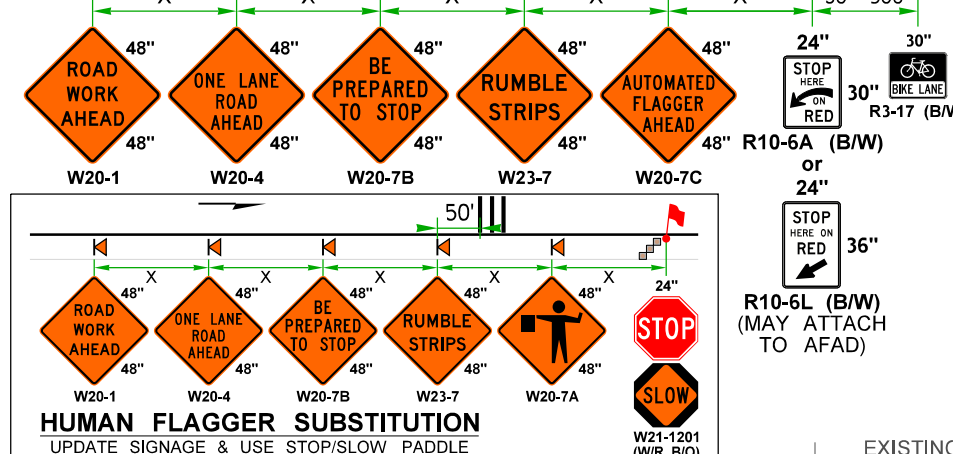 X X X X X
48" 48" 48" 48" 48" 24" 30"
ROAD
WORK
AHEAD
ONE LANE
ROAD
AHEAD
BE
PREPARED
TO STOP
RUMBLE
STRIPS
AUTOMATED
FLAGGER
AHEAD
STOP
HERE
ON
RED
30"
BIKE LANE
48" 48" 48" 48" 48"
R3-17 (B/W
R10-6A (B/W)
W20-1 W20-4 W20-7B W23-7 W20-7C
or
24"
STOP
HERE ON
RED
36"
R10-6L (B/W)
(MAY ATTACH
TO AFAD)
50'
X X X X X
48" 48" 48" 48" 48" 24"
ROAD
WORK
AHEAD
ONE LANE
ROAD
AHEAD
BE
PREPARED
TO STOP
RUMBLE
STRIPS
STOP
48" 48" 48" 48" 48"
SLOW
W20-1 W20-4 W20-7B W23-7 W20-7A
HUMAN FLAGGER SUBSTITUTION
UPDATE SIGNAGE & USE STOP/SLOW PADDLE
W21-1201
(W/R, B/O)
EXISTING